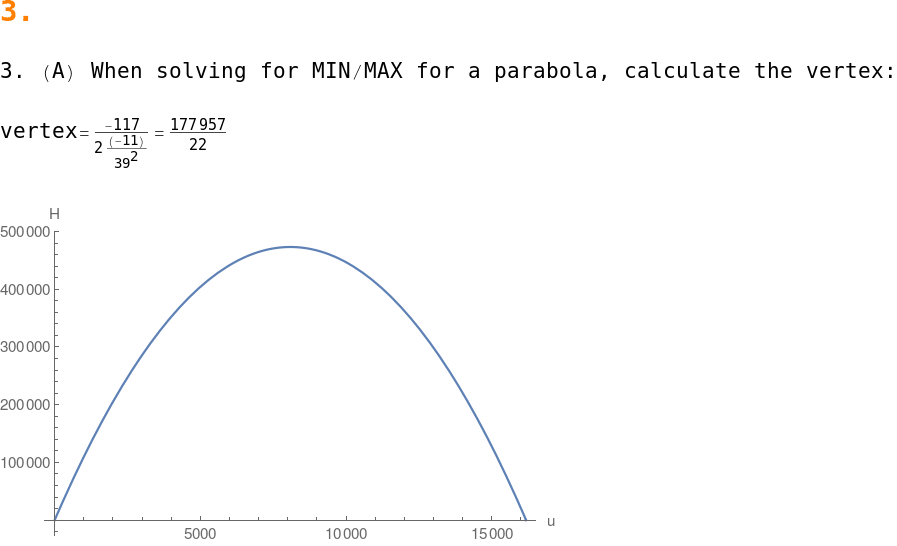 3.
3. (A) When solving for MIN/MAX for a parabola, calculate the vertex:
vertex= -117 / (2 (-11)/39^2) = 177957/22
H
500000
400000
300000
200000
100000
5000 10000 15000 u